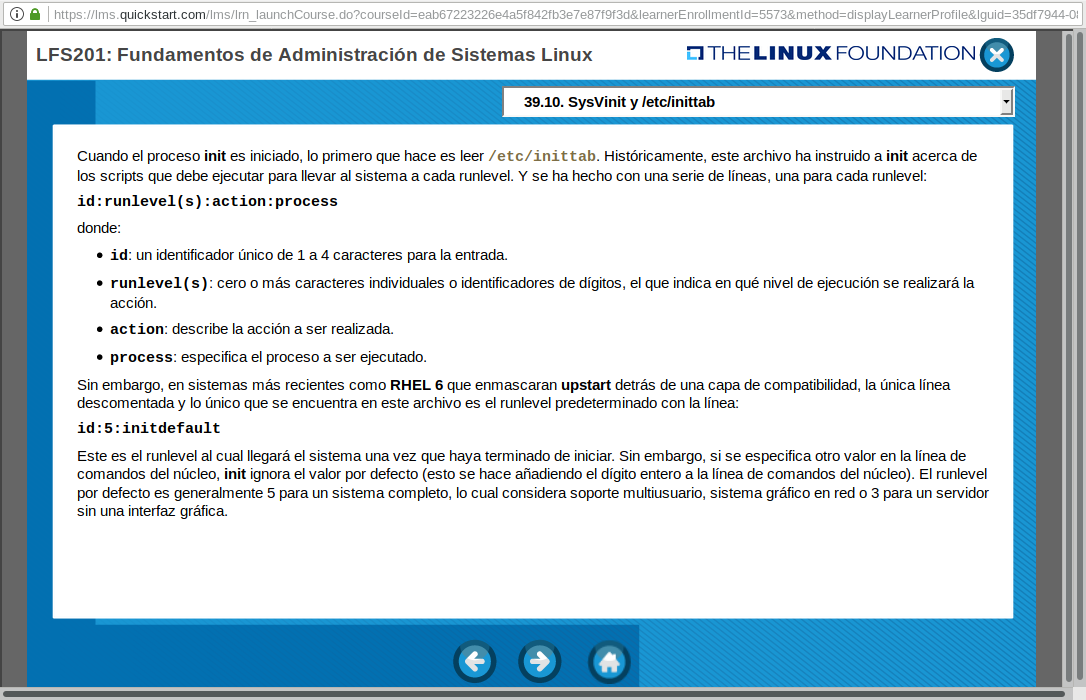 https://lms.quickstart.com/lms/lrn_launchCourse.do?courseId=eab67223226e4a5f842fb3e7e87f9f3d&learnerEnrollmentId=5573&method=displayLearnerProfile&lguid=35df7944-0
LFS201: Fundamentos de Administración de Sistemas Linux
THE LINUX FOUNDATION
39.10. SysVinit y /etc/inittab
Cuando el proceso init es iniciado, lo primero que hace es leer /etc/inittab. Históricamente, este archivo ha instruido a init acerca de
los scripts que debe ejecutar para llevar al sistema a cada runlevel. Y se ha hecho con una serie de líneas, una para cada runlevel:
id:runlevel(s):action:process
donde:
• id: un identificador único de 1 a 4 caracteres para la entrada.
• runlevel(s): cero o más caracteres individuales o identificadores de dígitos, el que indica en qué nivel de ejecución se realizará la
acción.
• action: describe la acción a ser realizada.
• process: especifica el proceso a ser ejecutado.
Sin embargo, en sistemas más recientes como RHEL 6 que enmascaran upstart detrás de una capa de compatibilidad, la única línea
descomentada y lo único que se encuentra en este archivo es el runlevel predeterminado con la línea:
id:5:initdefault
Este es el runlevel al cual llegará el sistema una vez que haya terminado de iniciar. Sin embargo, si se especifica otro valor en la línea de
comandos del núcleo, init ignora el valor por defecto (esto se hace añadiendo el dígito entero a la línea de comandos del núcleo). El runlevel
por defecto es generalmente 5 para un sistema completo, lo cual considera soporte multiusuario, sistema gráfico en red o 3 para un servidor
sin una interfaz gráfica.